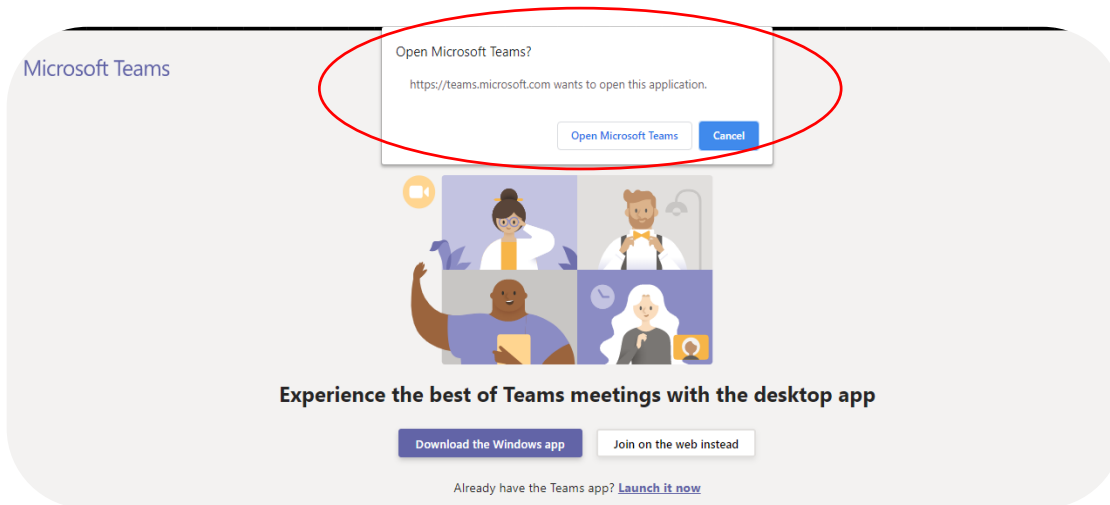 Open Microsoft Teams?
Microsoft Teams
https://teams.microsoft.com wants to open this application.
Open Microsoft Teams Cancel
Experience the best of Teams meetings with the desktop app
Download the Windows app Join on the web instead
Already have the Teams app? Launch it now